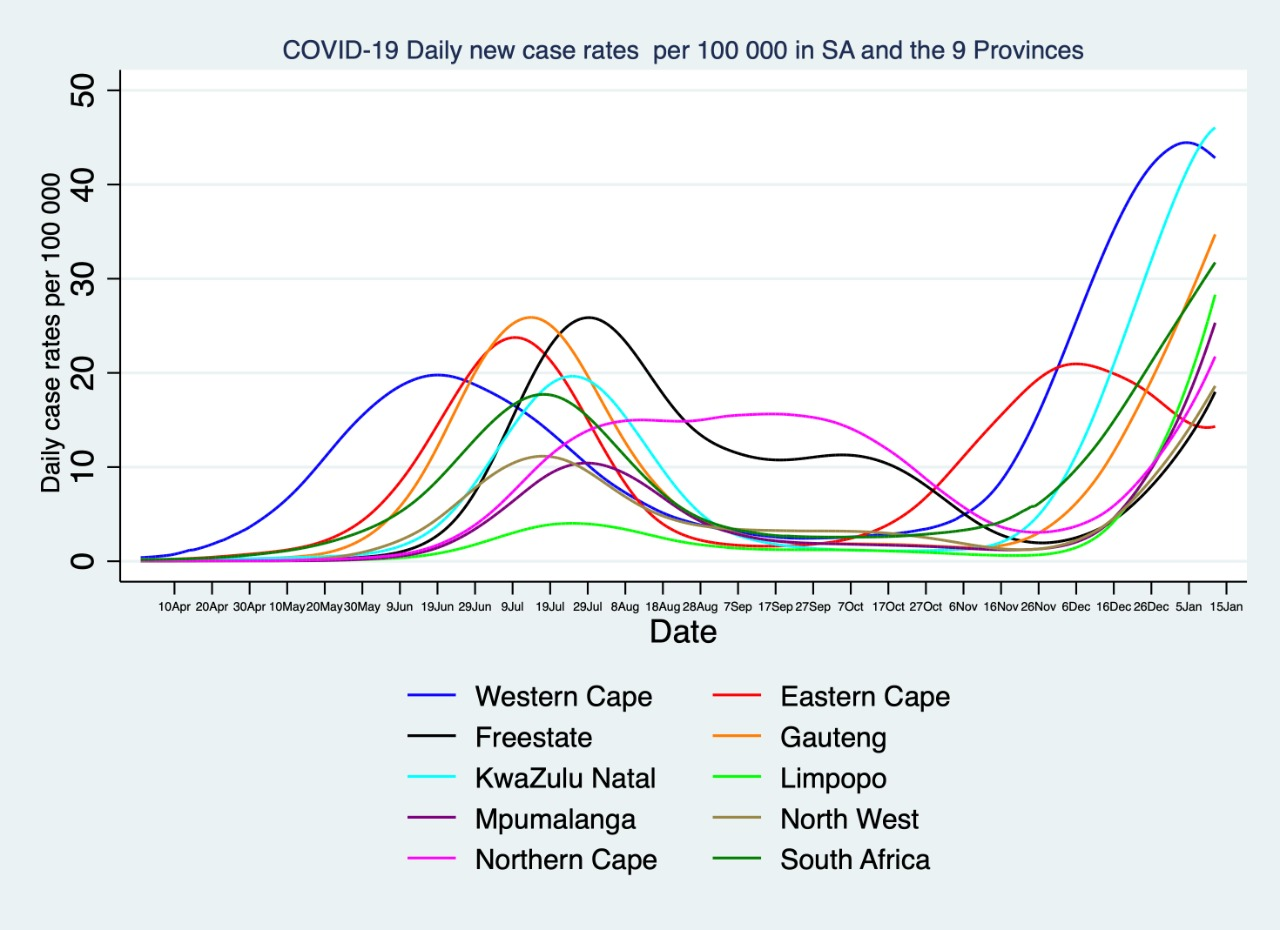 COVID-19 Daily new case rates  per 100 000 in SA and the 9 Provinces
Daily case rates per 100 000
50
40
30
20
10
0
10Apr 20Apr 30Apr 10May 20May 30May 9Jun 19Jun 29Jun 9Jul 19Jul 29Jul 8Aug 18Aug 28Aug 7Sep 17Sep 27Sep 7Oct 17Oct 27Oct 6Nov 16Nov 26Nov 6Dec 16Dec 26Dec 5Jan 15Jan
Date
Western Cape Eastern Cape
Freestate Gauteng
KwaZulu Natal Limpopo
Mpumalanga North West
Northern Cape South Africa